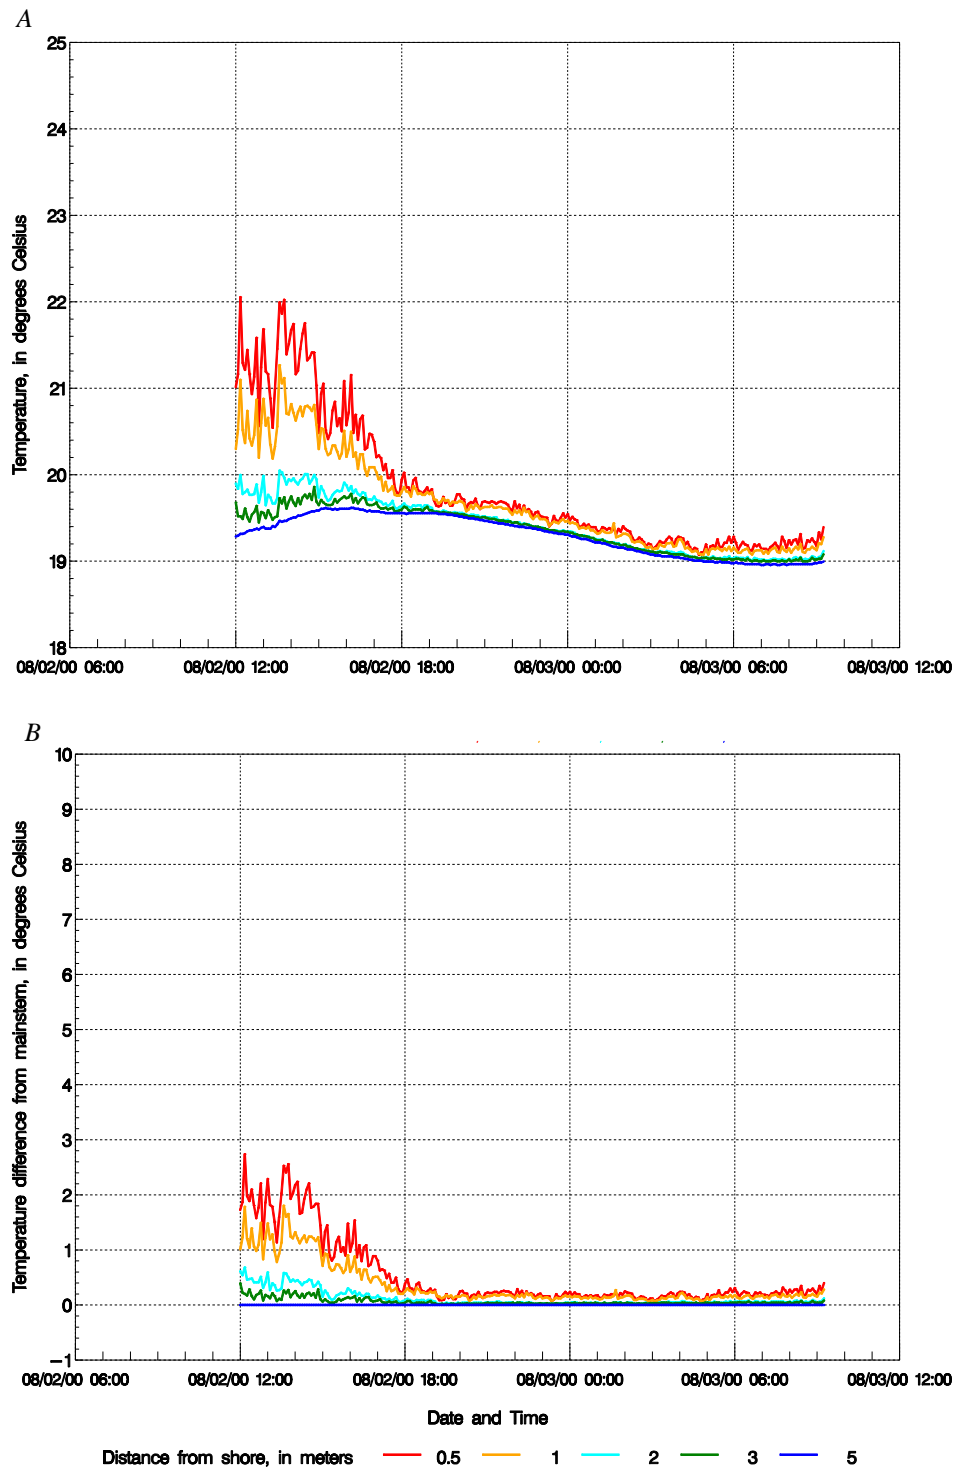 A
25
24
23
22
21
20
19
18
Temperature, in degrees Celsius
08/02/00 06:00 08/02/00 12:00 08/02/00 18:00 08/03/00 00:00 08/03/00 06:00 08/03/00 12:00
B
10
9
8
7
6
5
4
3
2
1
0
−1
Temperature difference from mainstem, in degrees Celsius
08/02/00 06:00 08/02/00 12:00 08/02/00 18:00 08/03/00 00:00 08/03/00 06:00 08/03/00 12:00
Date and Time
Distance from shore, in meters 0.5 1 2 3 5